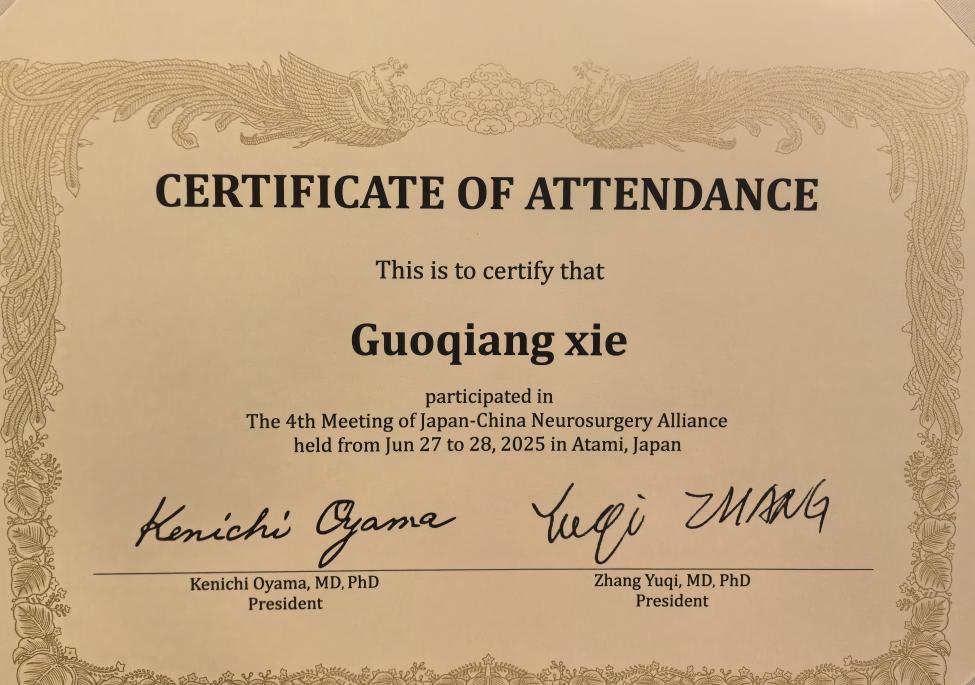 CERTIFICATE OF ATTENDANCE
This is to certify that
Guoqiang xie
participated in
The 4th Meeting of Japan-China Neurosurgery Alliance
held from Jun 27 to 28, 2025 in Atami, Japan
Kenichi Oyama Yuqi ZHANG
Kenichi Oyama, MD, PhD Zhang Yuqi, MD, PhD
President President